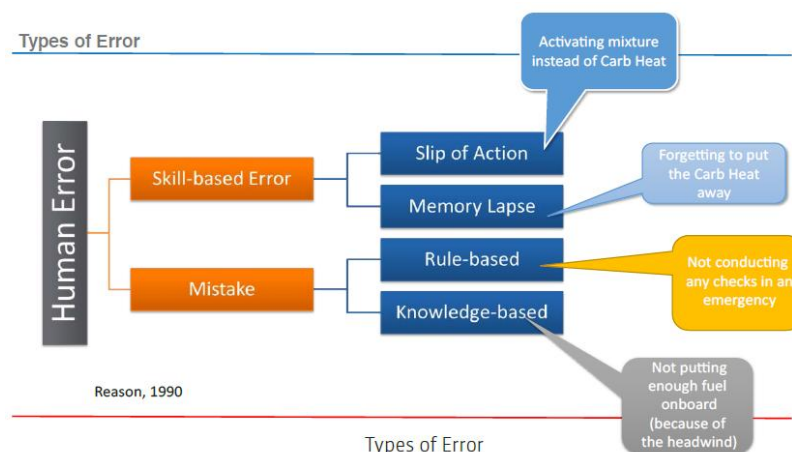 Types of Error
Activating mixture
instead of Carb Heat
Human Error
Skill-based Error
Slip of Action
Memory Lapse
Forgetting to put
the Carb Heat
away
Mistake
Rule-based
Knowledge-based
Not conducting
any checks in an
emergency
Not putting
enough fuel
onboard
(because of
the headwind)
Reason, 1990
Types of Error